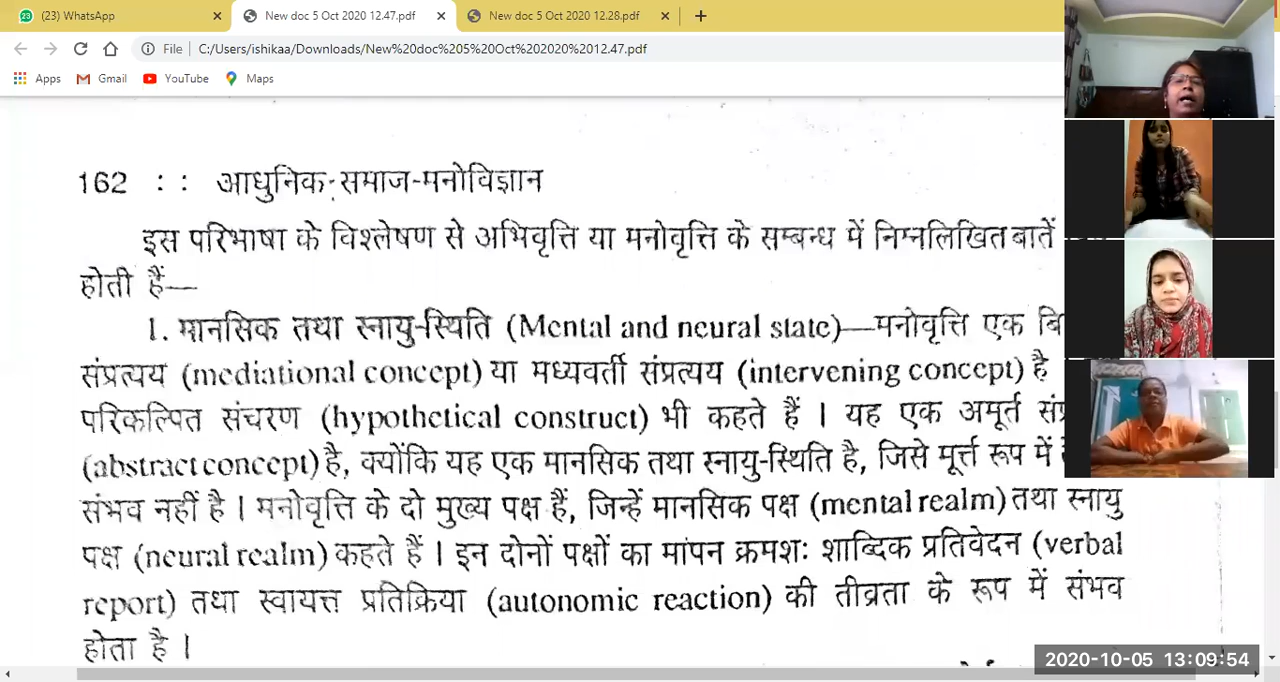 (23) WhatsApp
New doc 5 Oct 2020 12.47.pdf
New doc 5 Oct 2020 12.28.pdf
File C:/Users/ishikaa/Downloads/New%20doc%205%20Oct%202020%2012.47.pdf
Apps Gmail YouTube Maps
162 : : आधुनिक-समाज-मनोविज्ञान
इस परिभाषा के विश्लेषण से अभिवृत्ति या मनोवृत्ति के सम्बन्ध में निम्नलिखित बातें
होती हैं—
1. मानसिक तथा स्नायु-स्थिति (Mental and neural state)—मनोवृत्ति एक
संप्रत्यय (mediational concept) या मध्यवर्ती संप्रत्यय (intervening concept) है
परिकल्पित संचरण (hypothetical construct) भी कहते हैं । यह एक अमूर्त
(abstract concept) है, क्योंकि यह एक मानसिक तथा स्नायु-स्थिति है, जिसे मूर्त्त रूप में
संभव नहीं है । मनोवृत्ति के दो मुख्य पक्ष हैं, जिन्हें मानसिक पक्ष (mental realm) तथा स्नायु
पक्ष (neural realm) कहते हैं । इन दोनों पक्षों का मांपन क्रमशः शाब्दिक प्रतिवेदन (verbal
report) तथा स्वायत्त प्रतिक्रिया (autonomic reaction) की तीव्रता के रूप में संभव
होता है ।
2020-10-05 13:09:54